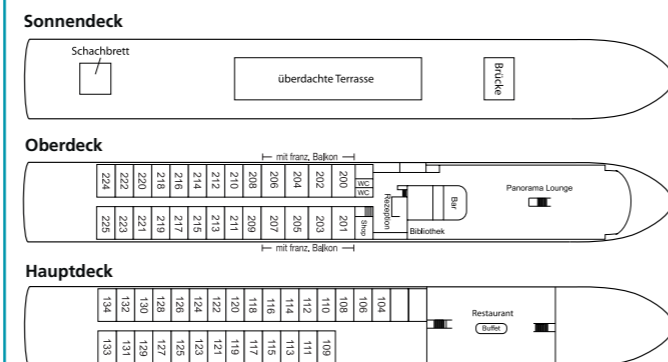 Sonnendeck
Schachbrett
überdachte Terrasse
Brücke
Oberdeck
mit franz. Balkon
224 222 220 218 216 214 212 210 208 206 204 202 200
WC
WC
Rezeption
Bar
Panorama Lounge
225 223 221 219 217 215 213 211 209 207 205 203 201
Shop
Bibliothek
mit franz. Balkon
Hauptdeck
134 132 130 128 126 124 122 120 118 116 114 112 110 108 106 104
Restaurant
Buffet
133 131 129 127 125 123 121 119 117 115 113 111 109